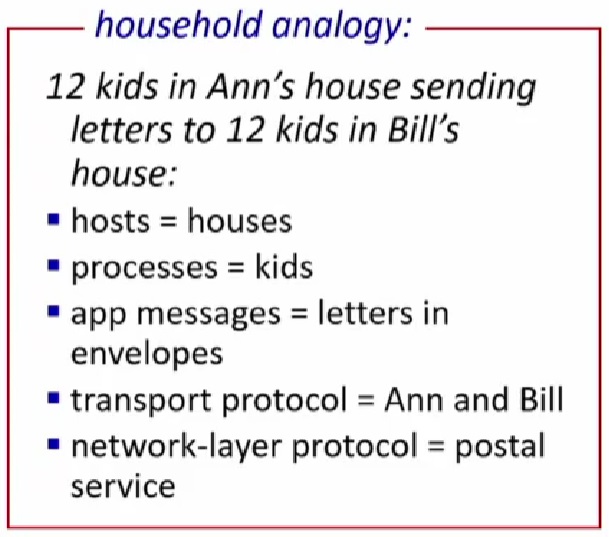 household analogy:
12 kids in Ann’s house sending
letters to 12 kids in Bill’s
house:
▪ hosts = houses
▪ processes = kids
▪ app messages = letters in
envelopes
▪ transport protocol = Ann and Bill
▪ network-layer protocol = postal
service